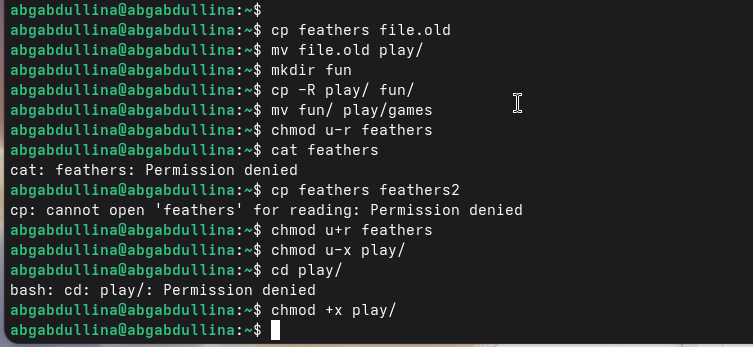 abgabdullina@abgabdullina:~$
abgabdullina@abgabdullina:~$ cp feathers file.old
abgabdullina@abgabdullina:~$ mv file.old play/
abgabdullina@abgabdullina:~$ mkdir fun
abgabdullina@abgabdullina:~$ cp -R play/ fun/
abgabdullina@abgabdullina:~$ mv fun/ play/games
abgabdullina@abgabdullina:~$ chmod u-r feathers
abgabdullina@abgabdullina:~$ cat feathers
cat: feathers: Permission denied
abgabdullina@abgabdullina:~$ cp feathers feathers2
cp: cannot open 'feathers' for reading: Permission denied
abgabdullina@abgabdullina:~$ chmod u+r feathers
abgabdullina@abgabdullina:~$ chmod u-x play/
abgabdullina@abgabdullina:~$ cd play/
bash: cd: play/: Permission denied
abgabdullina@abgabdullina:~$ chmod +x play/
abgabdullina@abgabdullina:~$